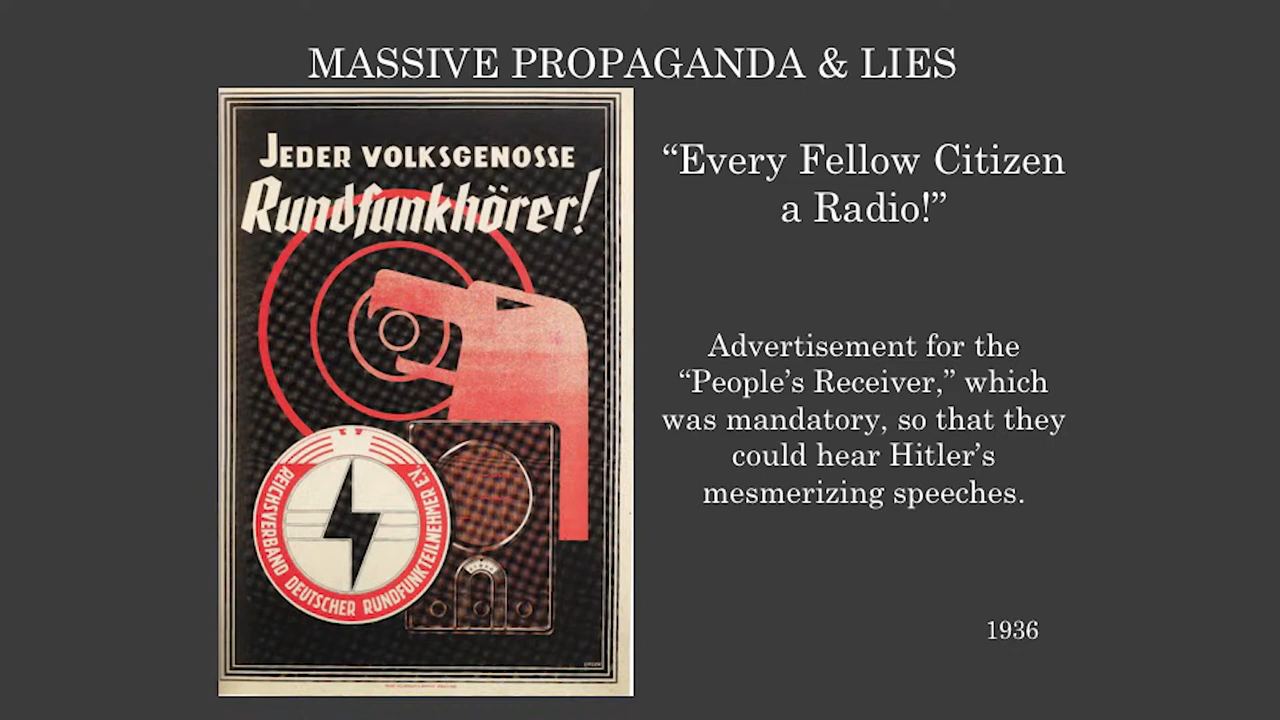 MASSIVE PROPAGANDA & LIES
JEDER VOLKSGENOSSE
Rundfunkhörer!
REICHSVERBAND DEUTSCHER RUNDFUNKTEILNEHMER E.V.
“Every Fellow Citizen
a Radio!”
Advertisement for the
“People’s Receiver,” which
was mandatory, so that they
could hear Hitler’s
mesmerizing speeches.
1936